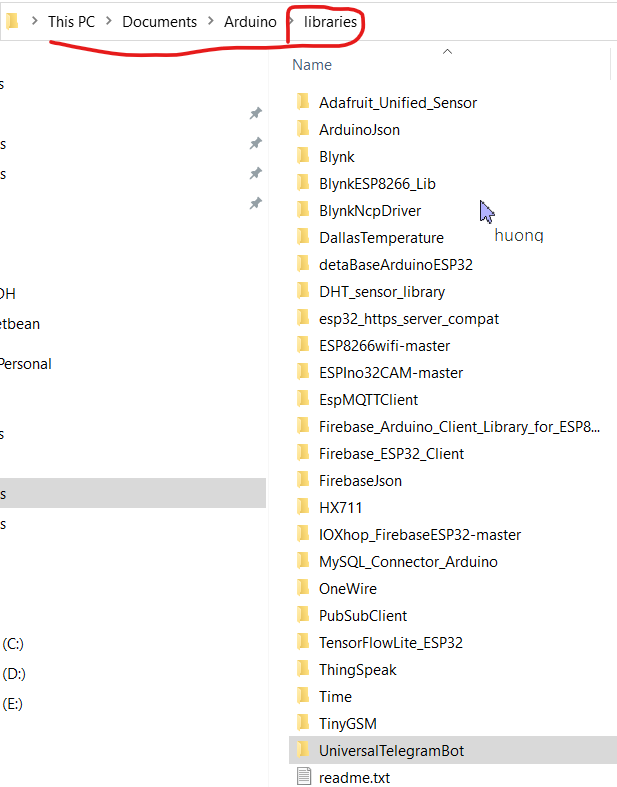 This PC > Documents > Arduino > libraries
Name
Adafruit_Unified_Sensor
ArduinoJson
Blynk
BlynkESP8266_Lib
BlynkNcpDriver
huong
DallasTemperature
detaBaseArduinoESP32
DHT_sensor_library
esp32_https_server_compat
ESP8266wifi-master
ESPIno32CAM-master
EspMQTTClient
Firebase_Arduino_Client_Library_for_ESP8...
Firebase_ESP32_Client
FirebaseJson
HX711
IOXhop_FirebaseESP32-master
MySQL_Connector_Arduino
OneWire
PubSubClient
TensorFlowLite_ESP32
ThingSpeak
Time
TinyGSM
UniversalTelegramBot
readme.txt
s
s
s
OH
etbean
Personal
s
s
s
(C:)
(D:)
(E:)